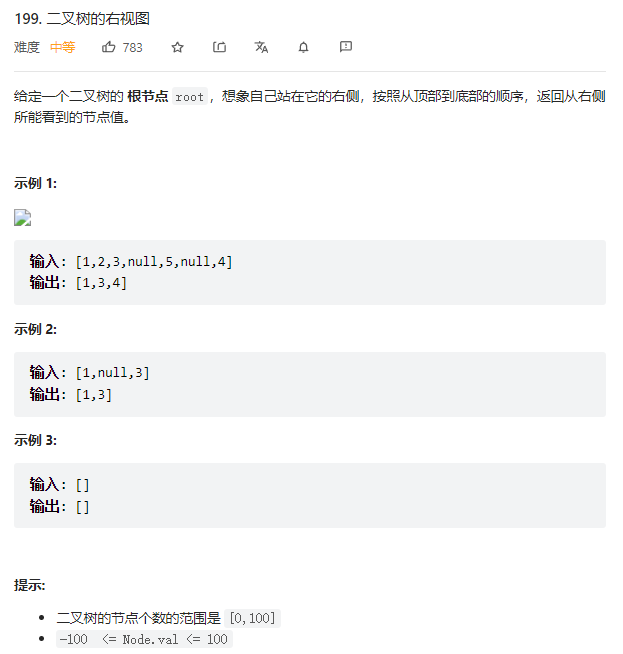 199. 二叉树的右视图
难度 中等 783
给定一个二叉树的 根节点 root，想象自己站在它的右侧，按照从顶部到底部的顺序，返回从右侧
所能看到的节点值。
示例 1:
输入: [1,2,3,null,5,null,4]
输出: [1,3,4]
示例 2:
输入: [1,null,3]
输出: [1,3]
示例 3:
输入: []
输出: []
提示:
• 二叉树的节点个数的范围是 [0,100]
• -100 <= Node.val <= 100